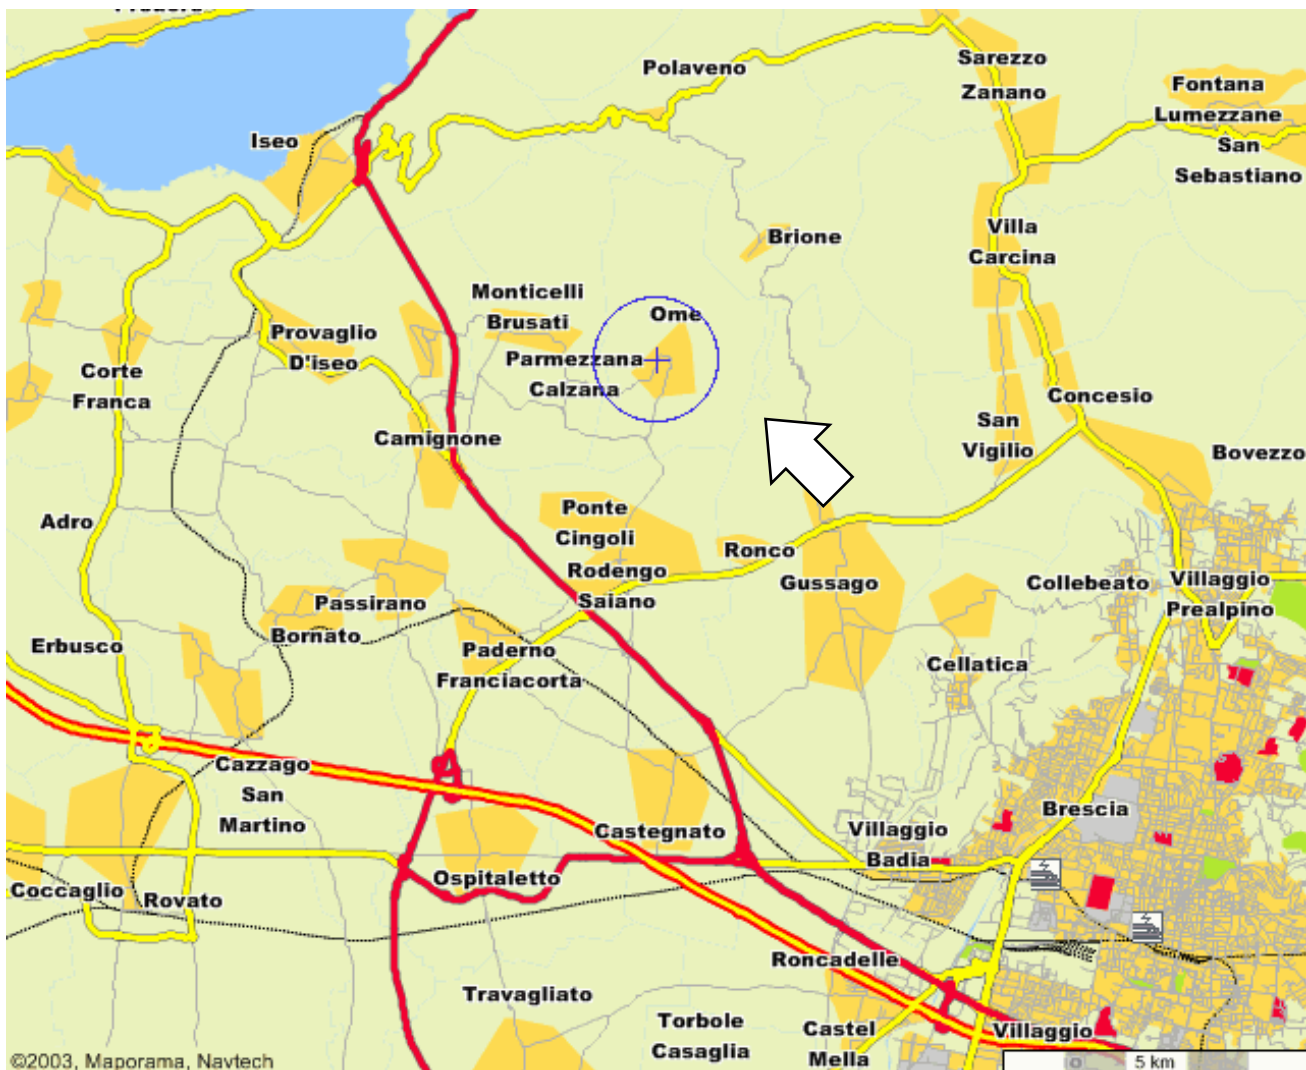 Polaveno
Sarezzo
Zanano
Fontana
Lumezzane
San
Sebastiano
Iseo
Villa
Carcina
Brione
Monticelli
Brusati
Ome
Provaglio
D'iseo
Parmezzana
Calzana
Corte
Franca
Concesio
San
Vigilio
Camignone
Bovezzo
Adro
Ponte
Cingoli
Rodengo
Saiano
Ronco
Gussago
Collebeato
Villaggio
Prealpino
Passirano
Bornato
Erbusco
Paderno
Franciacorta
Cellatica
Cazzago
San
Martino
Castegnato
Villaggio
Badia
Brescia
Ospitaletto
Coccaglio
Rovato
Roncadelle
Travagliato
Torbole
Casaglia
Castel
Mella
Villaggio
©2003, Maporama, Navtech
0
5 km